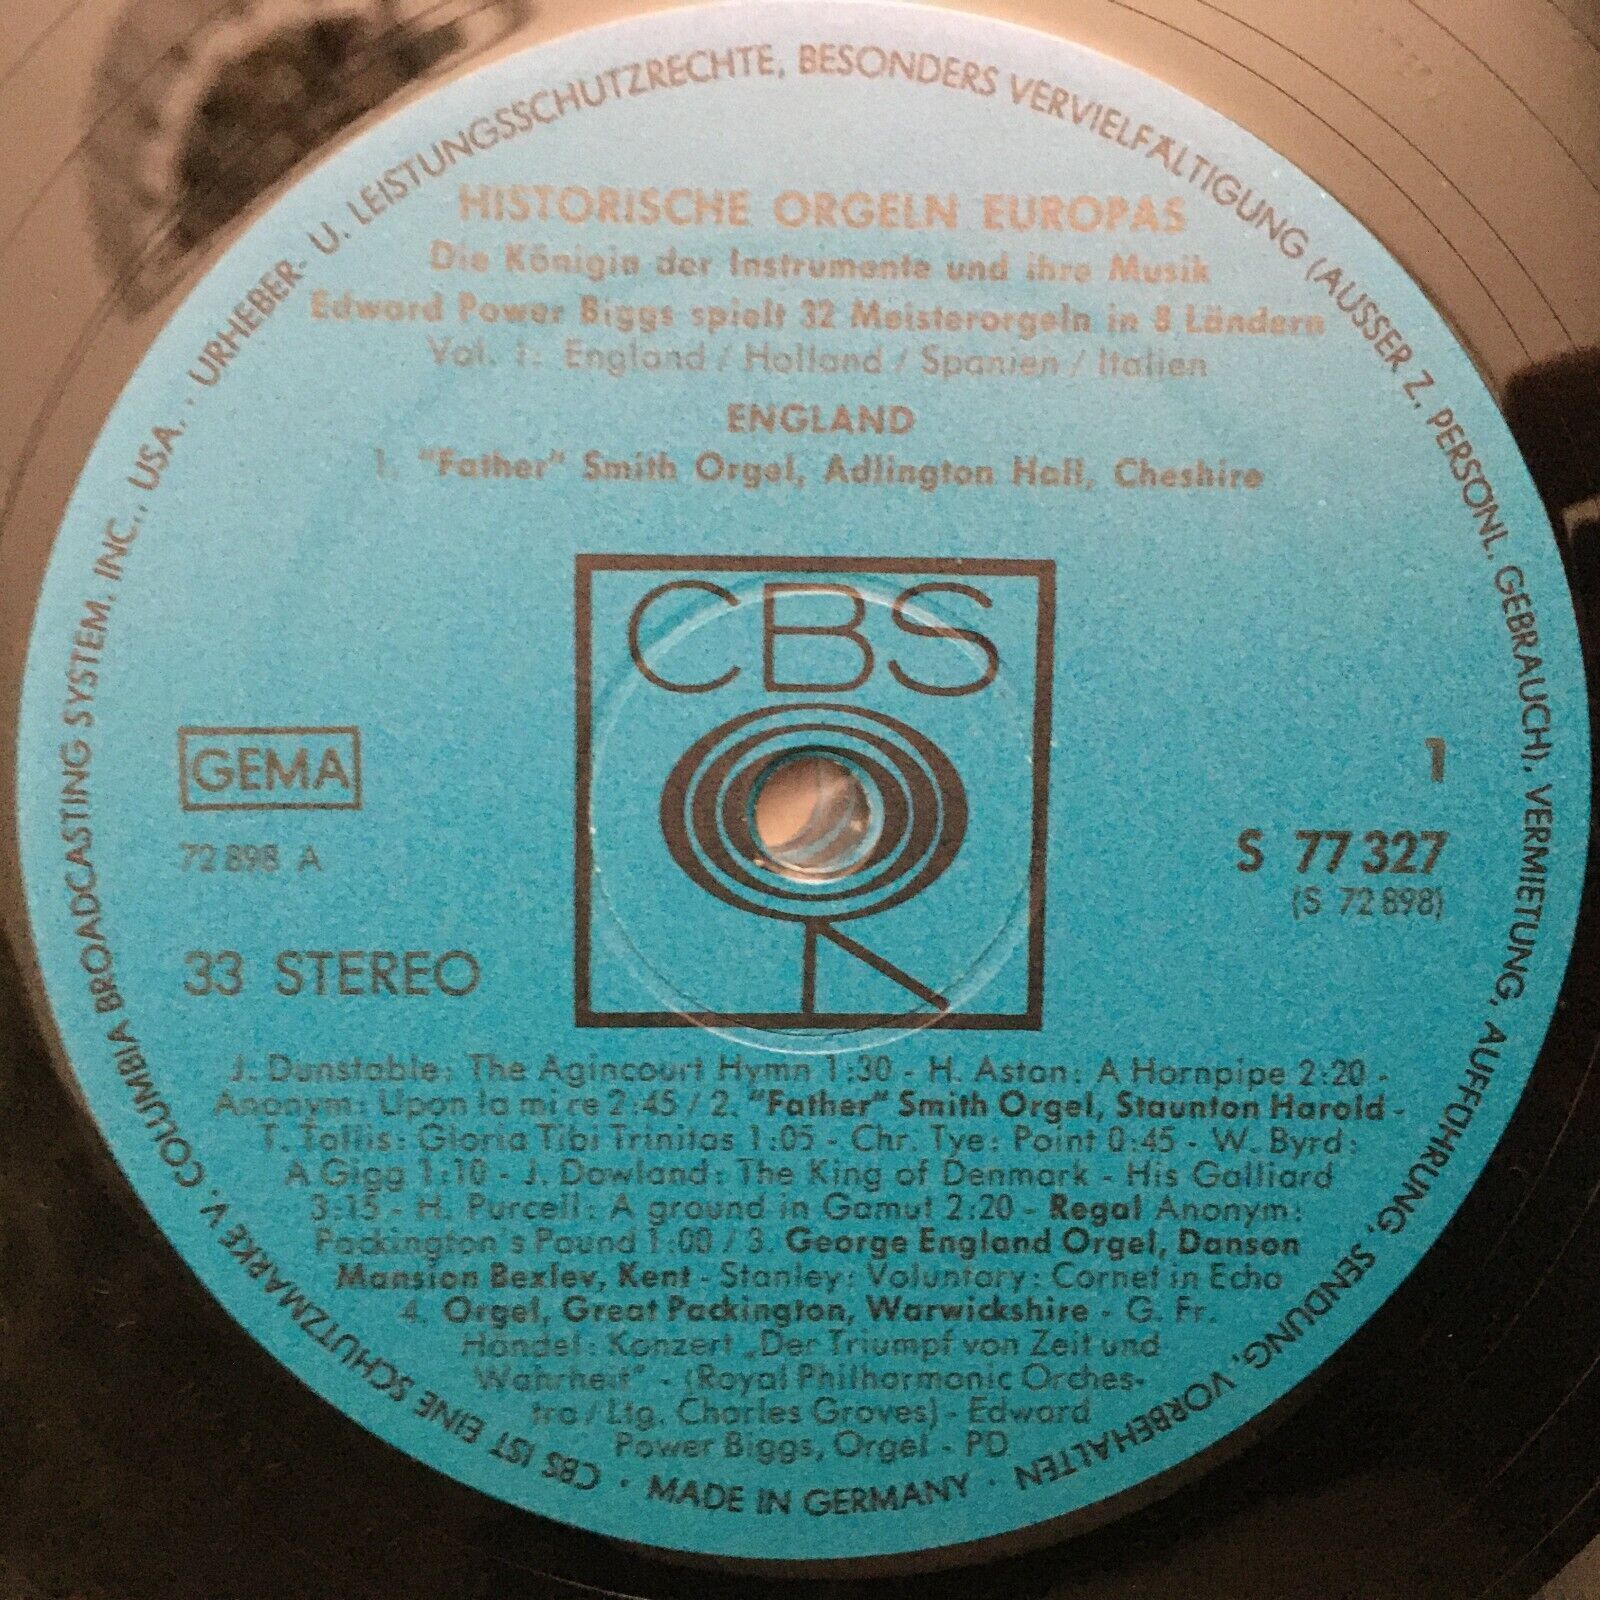 HISTORISCHE ORGELN EUROPAS
Die Königin der Instrumente und ihre Musik
Edward Power Biggs spielt 32 Meisterorgeln in 8 Ländern
Vol. 1: England / Holland / Spanien / Italien
ENGLAND
1. "Father" Smith Orgel, Adlington Hall, Cheshire
CBS
GEMA
72 898 A
33 STEREO
1
S 77 327
(S 72 898)
J. Dunstable: The Agincourt Hymn 1:30 - H. Aston: A Hornpipe 2:20 -
Anonym: Upon la mi re 2:45 / 2. "Father" Smith Orgel, Staunton Harold -
T. Tallis: Gloria Tibi Trinitas 1:05 - Chr. Tye: Point 0:45 - W. Byrd:
A Gigg 1:10 - J. Dowland: The King of Denmark - His Galliard
3:15 - H. Purcell: A ground in Gamut 2:20 - Regal Anonym:
Packington's Pound 1:00 / 3. George England Orgel, Danson
Mansion Bexlev, Kent - Stanley: Voluntary: Cornet in Echo
4. Orgel, Great Packington, Warwickshire - G. Fr.
Händel: Konzert „Der Triumpf von Zeit und
Wahrheit" - (Royal Philharmonic Orches-
tra / Ltg. Charles Groves) - Edward
Power Biggs, Orgel - PD
CBS IST EINE SCHUTZMARKE V. COLUMBIA BROADCASTING SYSTEM, INC., USA. . URHEBER- U. LEISTUNGSSCHUTZRECHTE, BESONDERS VERVIELFÄLTIGUNG (AUSSER Z. PERSÖNL. GEBRAUCH), VERMIETUNG, AUFFÜHRUNG, SENDUNG, VORBEHALTEN · MADE IN GERMANY ·